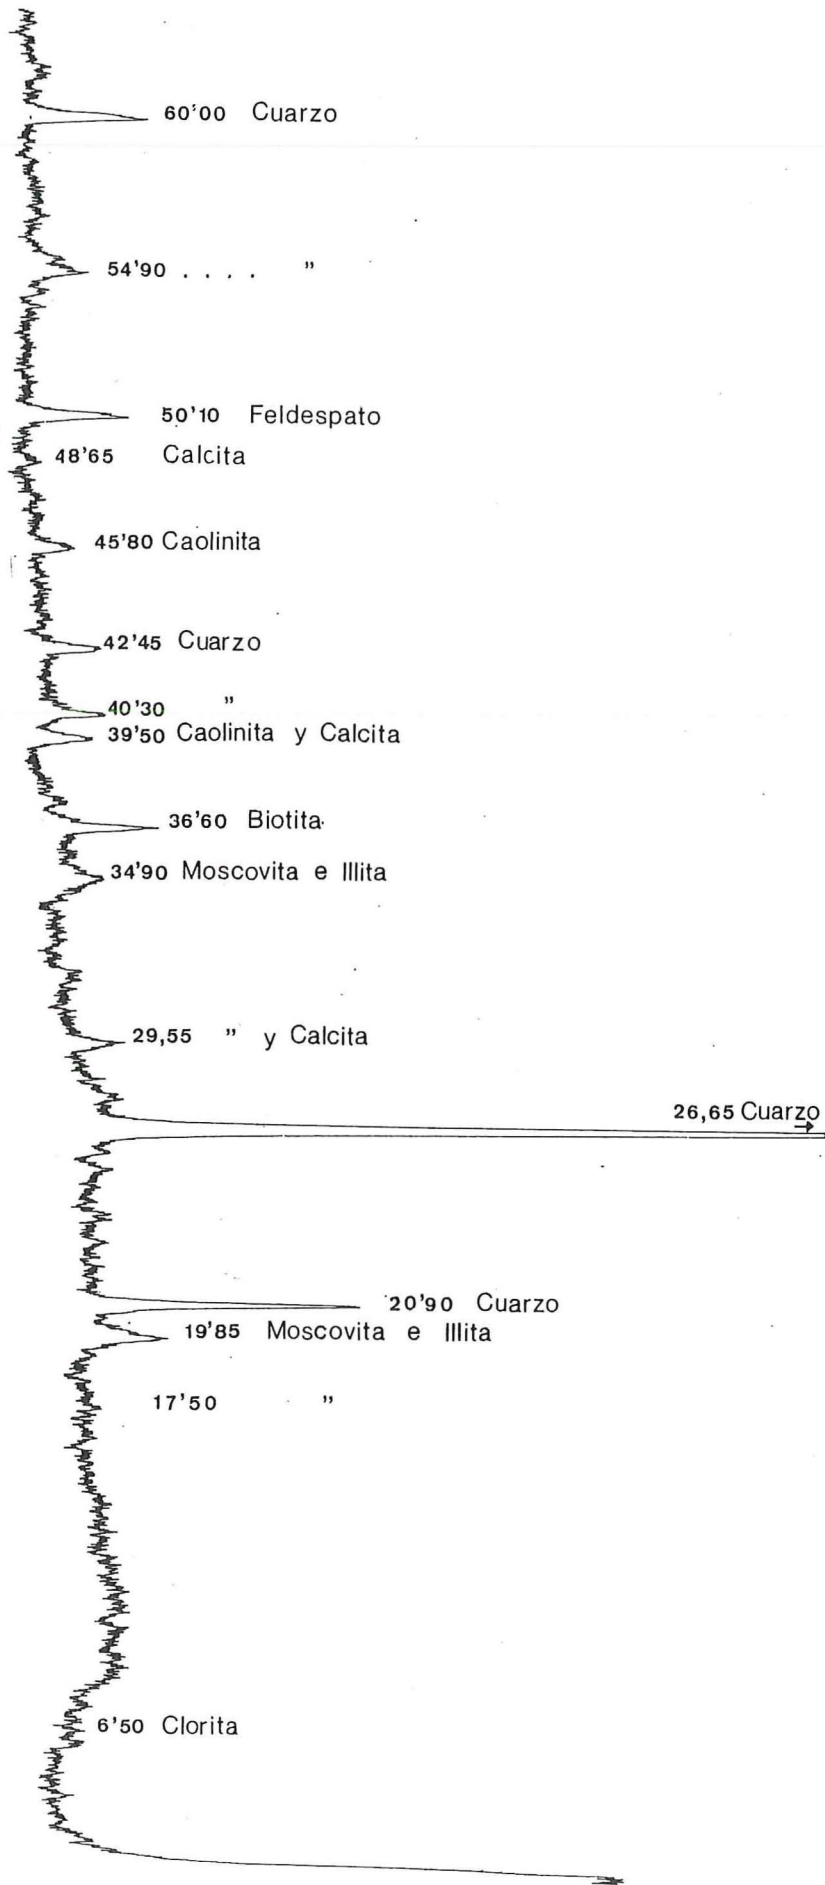 60'00 Cuarzo
54'90 . . . . "
50'10 Feldespato
48'65 Calcita
45'80 Caolinita
42'45 Cuarzo
40'30 "
39'50 Caolinita y Calcita
36'60 Biotita
34'90 Moscovita e Illita
29,55 " y Calcita
26,65 Cuarzo
20'90 Cuarzo
19'85 Moscovita e Illita
17'50 "
6'50 Clorita